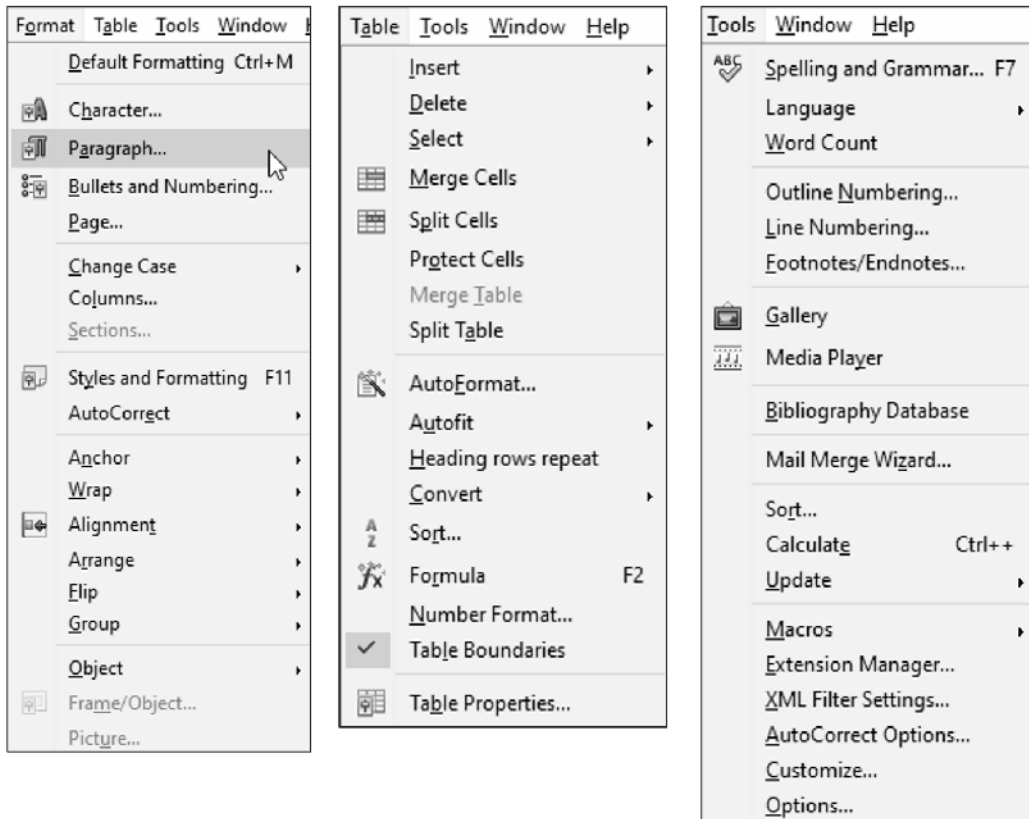 Format Table Tools Window
Default Formatting Ctrl+M
Character...
Paragraph...
Bullets and Numbering...
Page...
Change Case
Columns...
Sections...
Styles and Formatting F11
AutoCorrect
Anchor
Wrap
Alignment
Arrange
Flip
Group
Object
Frame/Object...
Picture...
Table Tools Window Help
Insert
Delete
Select
Merge Cells
Split Cells
Protect Cells
Merge Table
Split Table
AutoFormat...
Autofit
Heading rows repeat
Convert
Sort...
Formula F2
Number Format...
Table Boundaries
Table Properties...
Tools Window Help
Spelling and Grammar... F7
Language
Word Count
Outline Numbering...
Line Numbering...
Footnotes/Endnotes...
Gallery
Media Player
Bibliography Database
Mail Merge Wizard...
Sort...
Calculate Ctrl++
Update
Macros
Extension Manager...
XML Filter Settings...
AutoCorrect Options...
Customize...
Options...